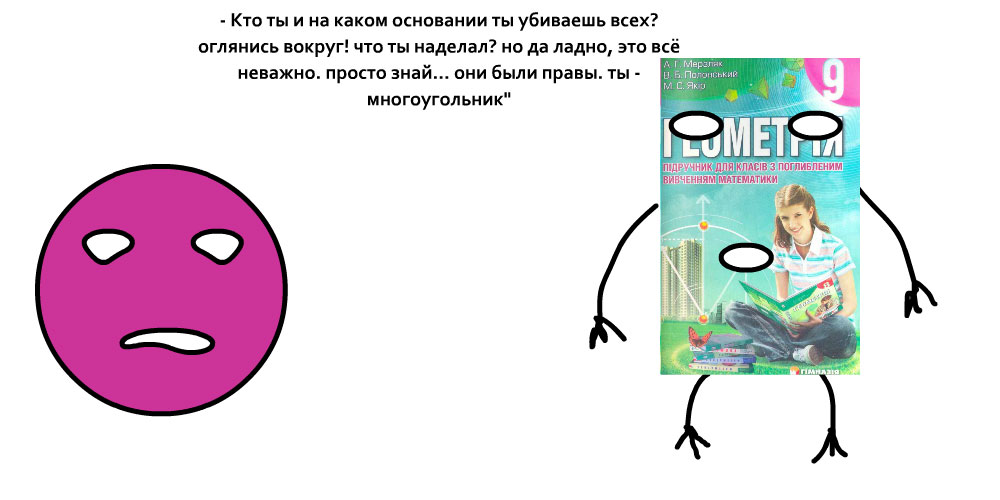 - Кто ты и на каком основании ты убиваешь всех?
оглянись вокруг! что ты наделал? но да ладно, это всё
неважно. просто знай... они были правы. ты -
многоугольник"
А. Г. Мерзляк
В. Б. Полонський
М. С. Якір
9
ГЕОМЕТРІЯ
ПІДРУЧНИК ДЛЯ КЛАСІВ З ПОГЛИБЛЕНИМ
ВИВЧЕННЯМ МАТЕМАТИКИ
ГІМНАЗІЯ